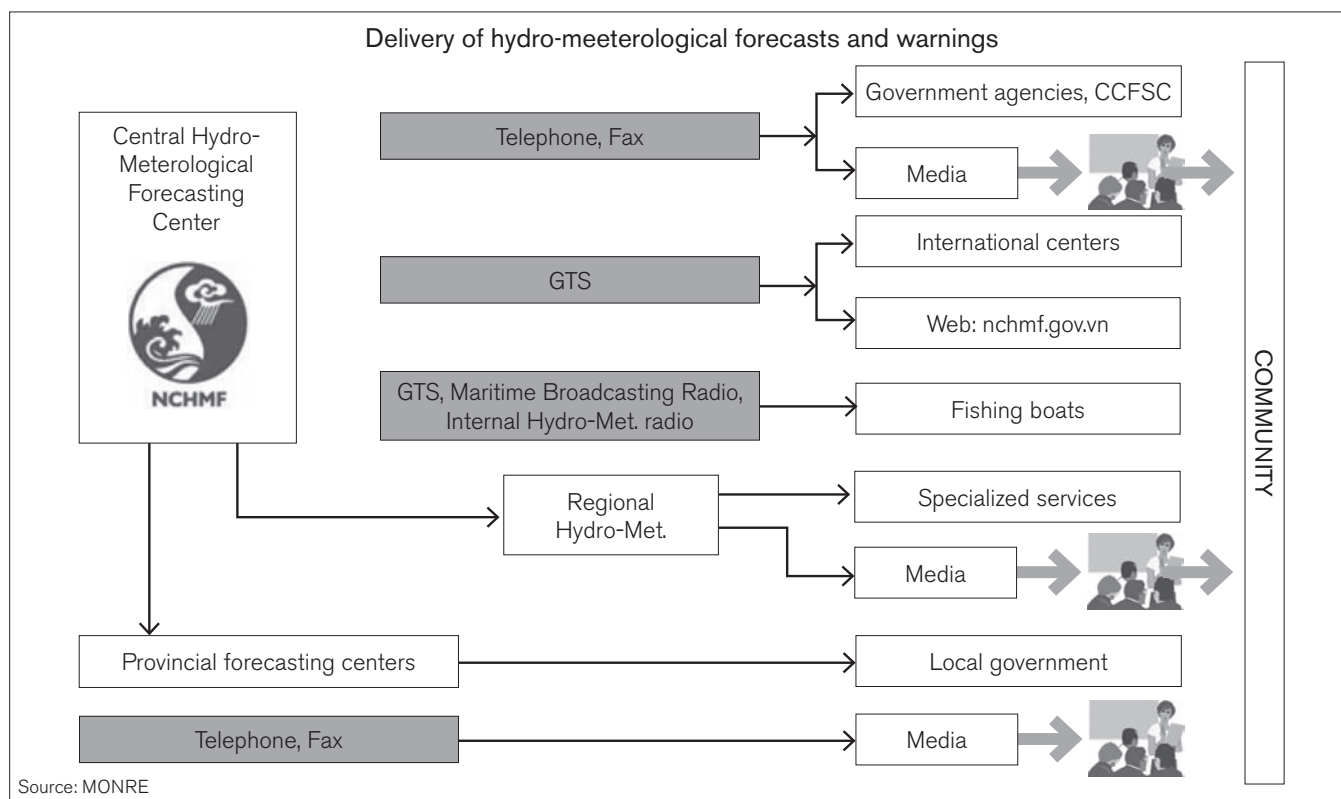 Delivery of hydro-meeterological forecasts and warnings
Central Hydro-
Meterological
Forecasting
Center
NCHMF
Telephone, Fax
Government agencies, CCFSC
Media
GTS
International centers
Web: nchmf.gov.vn
GTS, Maritime Broadcasting Radio,
Internal Hydro-Met. radio
Fishing boats
Regional
Hydro-Met.
Specialized services
Media
Provincial forecasting centers
Local government
Telephone, Fax
Media
COMMUNITY
Source: MONRE